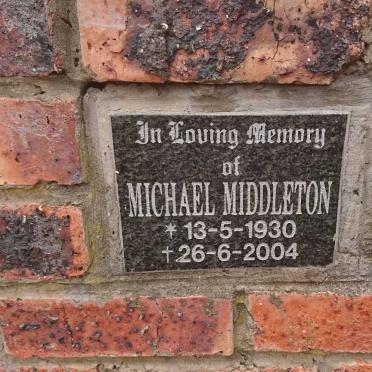 In Loving Memory
of
MICHAEL MIDDLETON
* 13-5-1930
† 26-6-2004